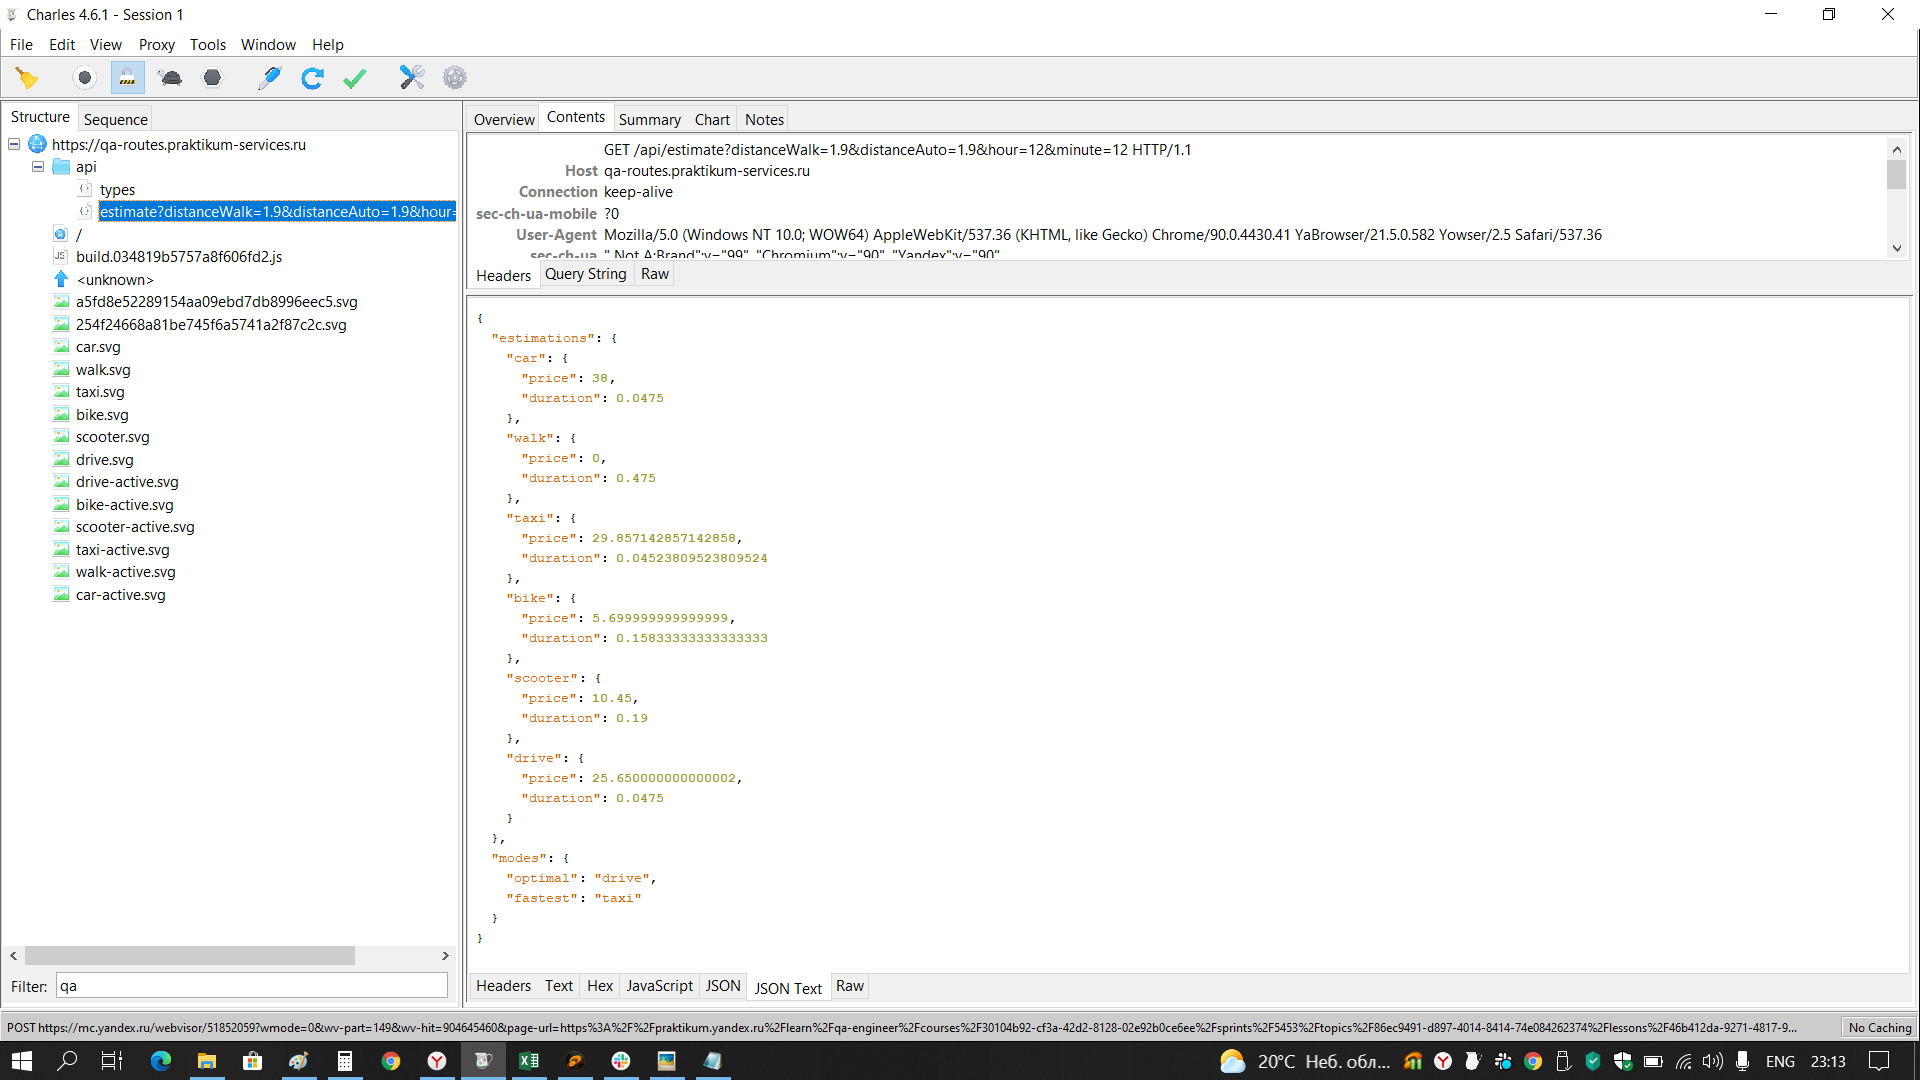 Charles 4.6.1 - Session 1
File Edit View Proxy Tools Window Help
Structure Sequence
https://qa-routes.praktikum-services.ru
api
types
estimate?distanceWalk=1.9&distanceAuto=1.9&hour=
/
build.034819b5757a8f606fd2.js
<unknown>
a5fd8e52289154aa09ebd7db8996eec5.svg
254f24668a81be745f6a5741a2f87c2c.svg
car.svg
walk.svg
taxi.svg
bike.svg
scooter.svg
drive.svg
drive-active.svg
bike-active.svg
scooter-active.svg
taxi-active.svg
walk-active.svg
car-active.svg
Filter: qa
Overview Contents Summary Chart Notes
GET /api/estimate?distanceWalk=1.9&distanceAuto=1.9&hour=12&minute=12 HTTP/1.1
Host qa-routes.praktikum-services.ru
Connection keep-alive
sec-ch-ua-mobile ?0
User-Agent Mozilla/5.0 (Windows NT 10.0; WOW64) AppleWebKit/537.36 (KHTML, like Gecko) Chrome/90.0.4430.41 YaBrowser/21.5.0.582 Yowser/2.5 Safari/537.36
sec-ch-ua " Not A;Brand";v="99", "Chromium";v="90", "Yandex";v="90"
Headers Query String Raw
{
"estimations": {
"car": {
"price": 38,
"duration": 0.0475
},
"walk": {
"price": 0,
"duration": 0.475
},
"taxi": {
"price": 29.857142857142858,
"duration": 0.04523809523809524
},
"bike": {
"price": 5.699999999999999,
"duration": 0.15833333333333333
},
"scooter": {
"price": 10.45,
"duration": 0.19
},
"drive": {
"price": 25.650000000000002,
"duration": 0.0475
}
},
"modes": {
"optimal": "drive",
"fastest": "taxi"
}
}
Headers Text Hex JavaScript JSON JSON Text Raw
POST https://mc.yandex.ru/webvisor/51852059?wmode=0&wv-part=149&wv-hit=904645460&page-url=https%3A%2F%2Fpraktikum.yandex.ru%2Flearn%2Fqa-engineer%2Fcourses%2F30104b92-cf3a-42d2-8128-02e92b0ce6ee%2Fsprints%2F5453%2Ftopics%2F86ec9491-d897-4014-8414-74e084262374%2Flessons%2F46b412da-9271-4817-9...
No Caching
20°C Неб. обл... ENG 23:13